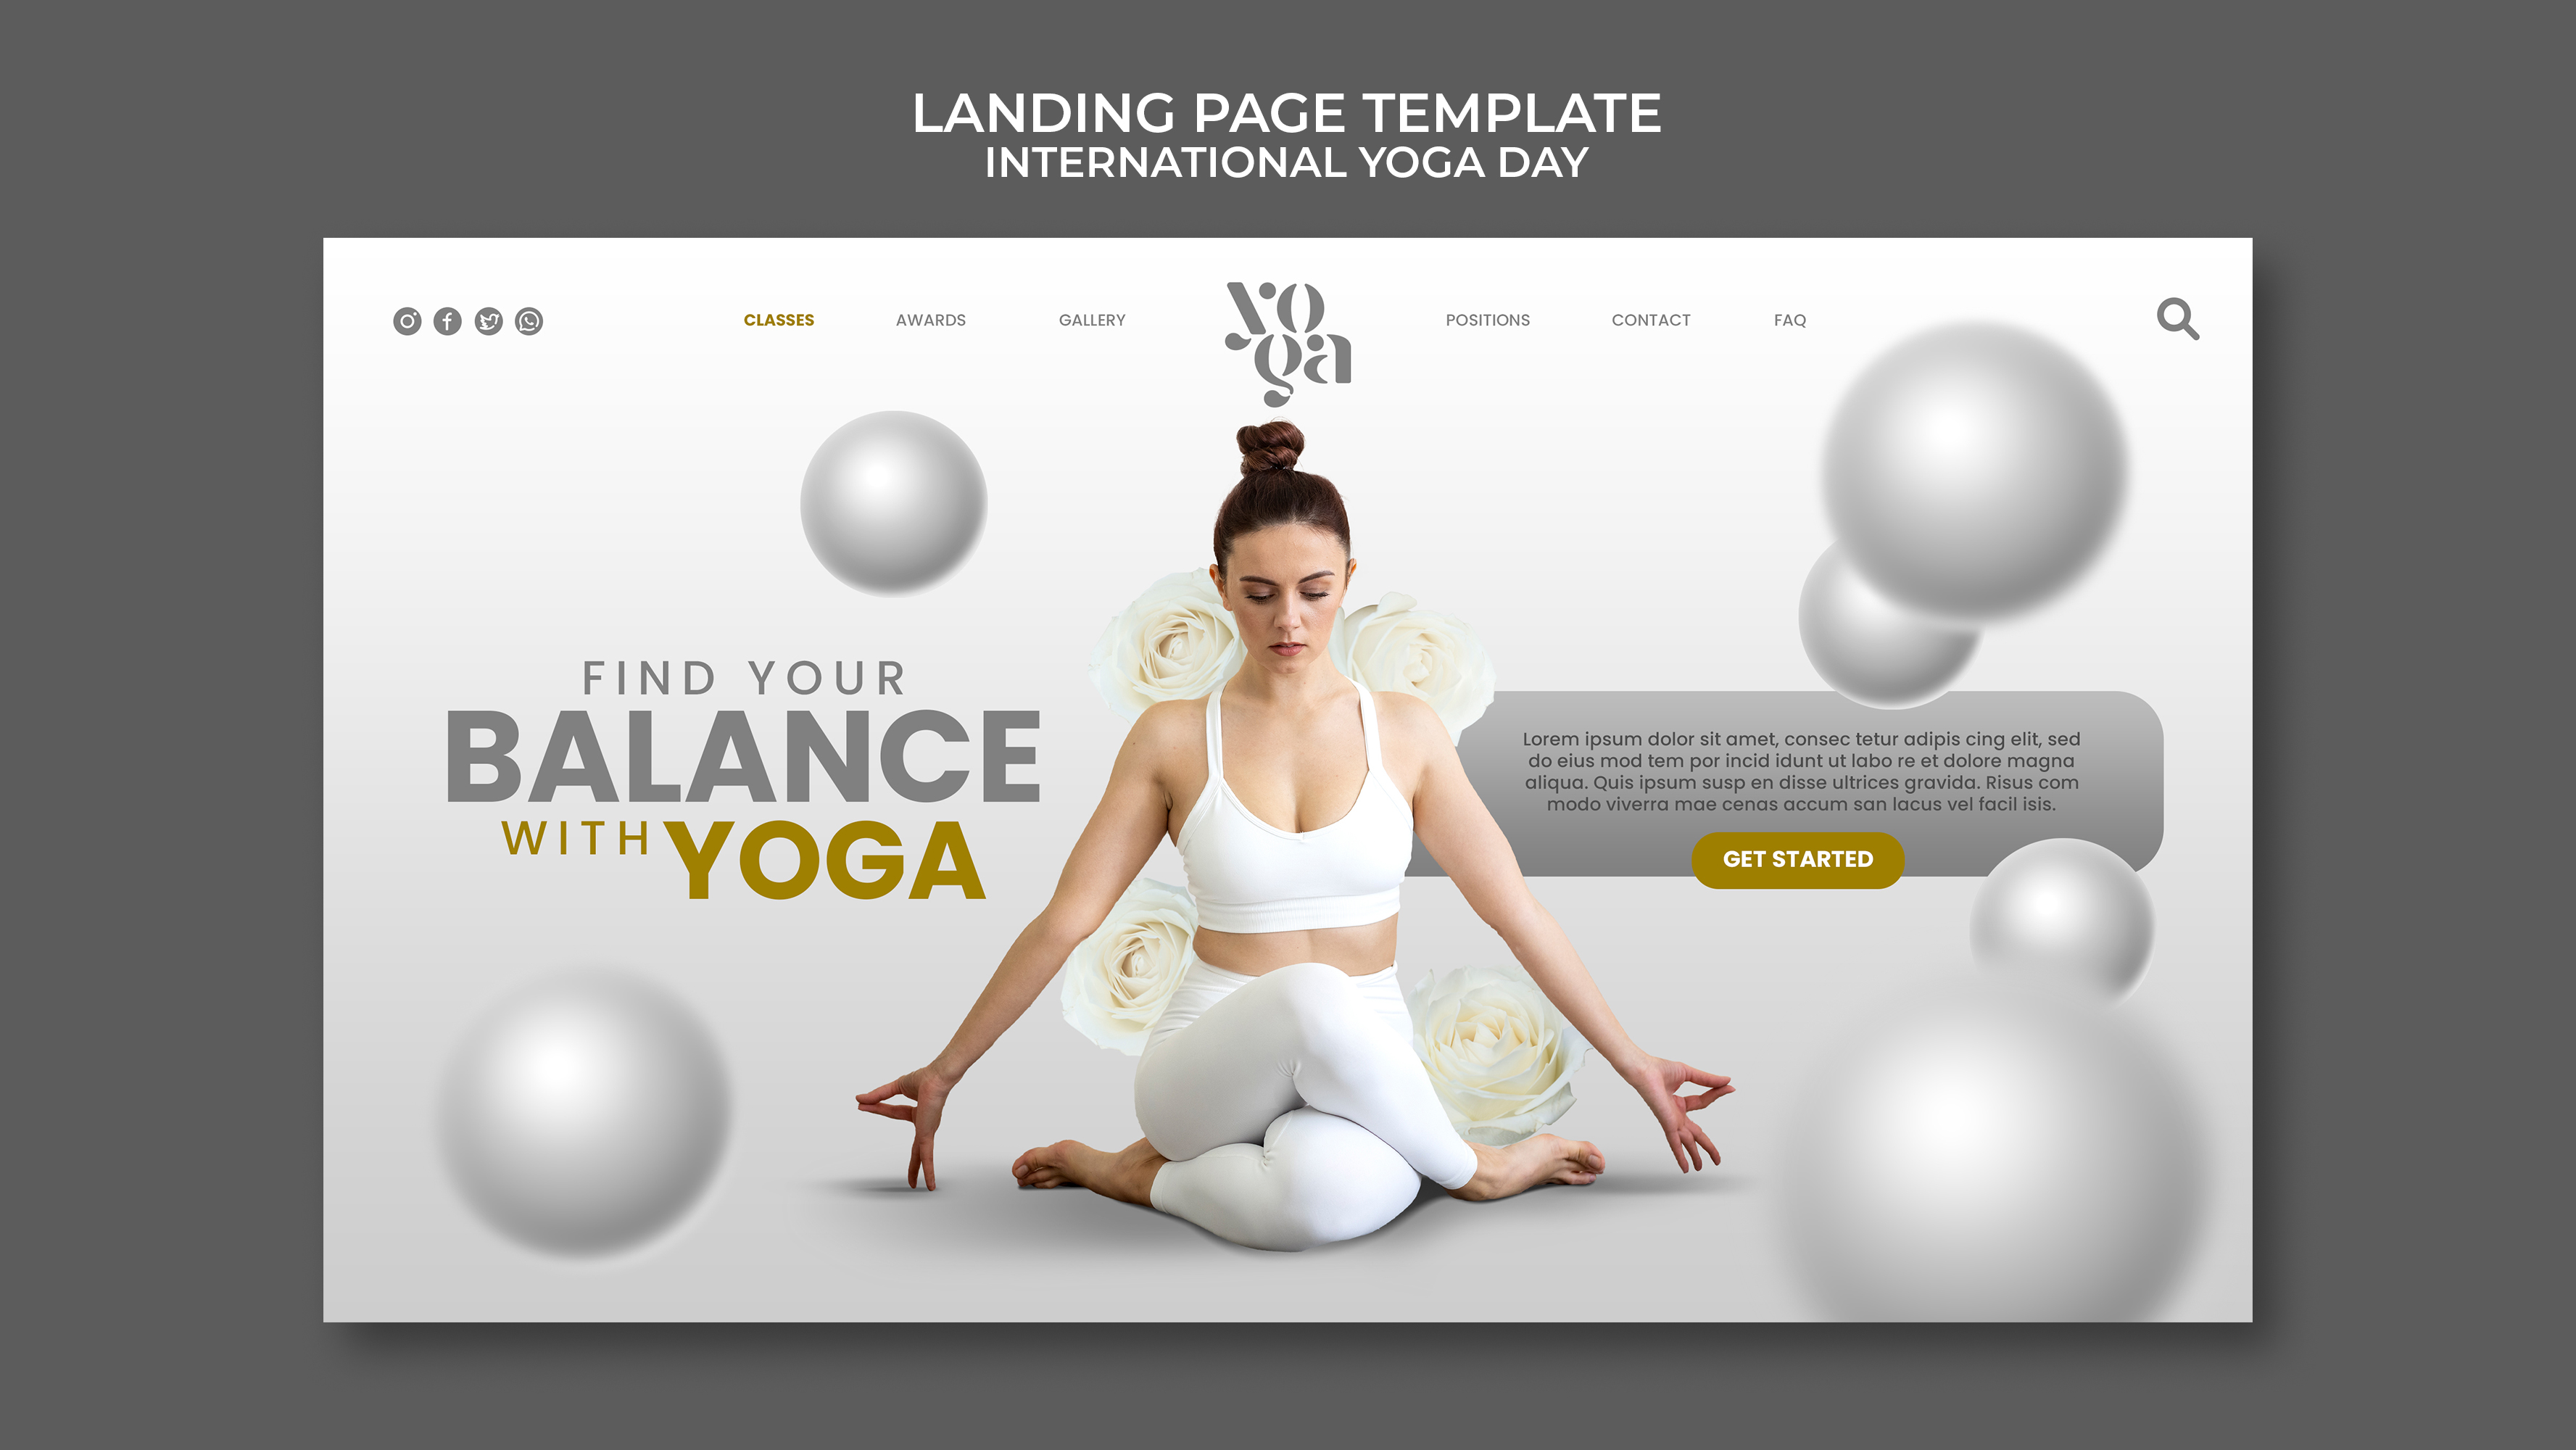 LANDING PAGE TEMPLATE
INTERNATIONAL YOGA DAY
CLASSES AWARDS GALLERY yoga POSITIONS CONTACT FAQ
FIND YOUR
BALANCE
WITH YOGA
Lorem ipsum dolor sit amet, consec tetur adipis cing elit, sed
do eius mod tem por incid idunt ut labo re et dolore magna
aliqua. Quis ipsum susp en disse ultrices gravida. Risus com
modo viverra mae cenas accum san lacus vel facil isis.
GET STARTED